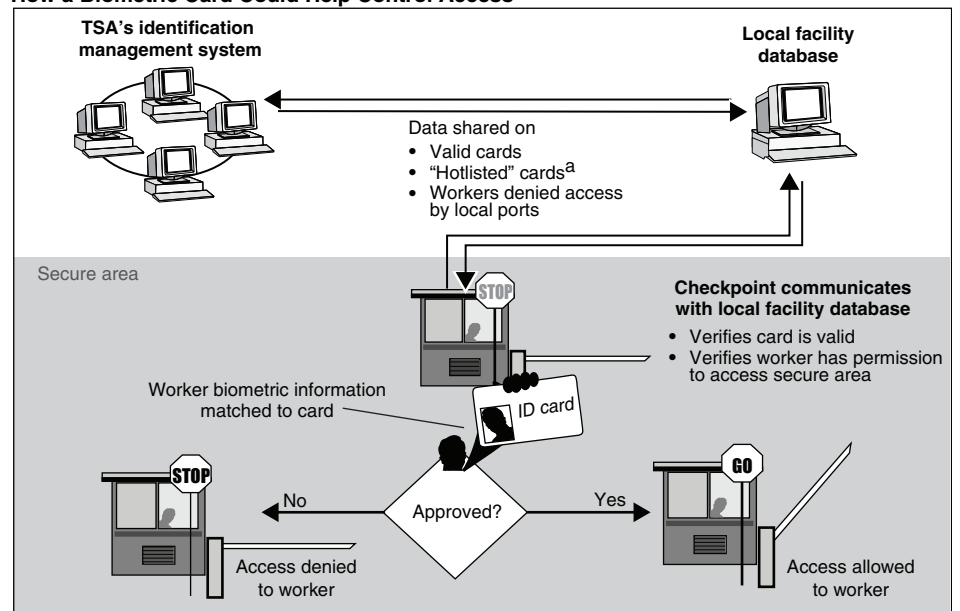 How a Biometric Card Could Help Control Access
TSA's identification
management system
Local facility
database
Data shared on
• Valid cards
• "Hotlisted" cardsa
• Workers denied access
by local ports
Secure area
STOP
Checkpoint communicates
with local facility database
• Verifies card is valid
• Verifies worker has permission
to access secure area
Worker biometric information
matched to card
ID card
STOP
GO
No
Approved?
Yes
Access denied
to worker
Access allowed
to worker